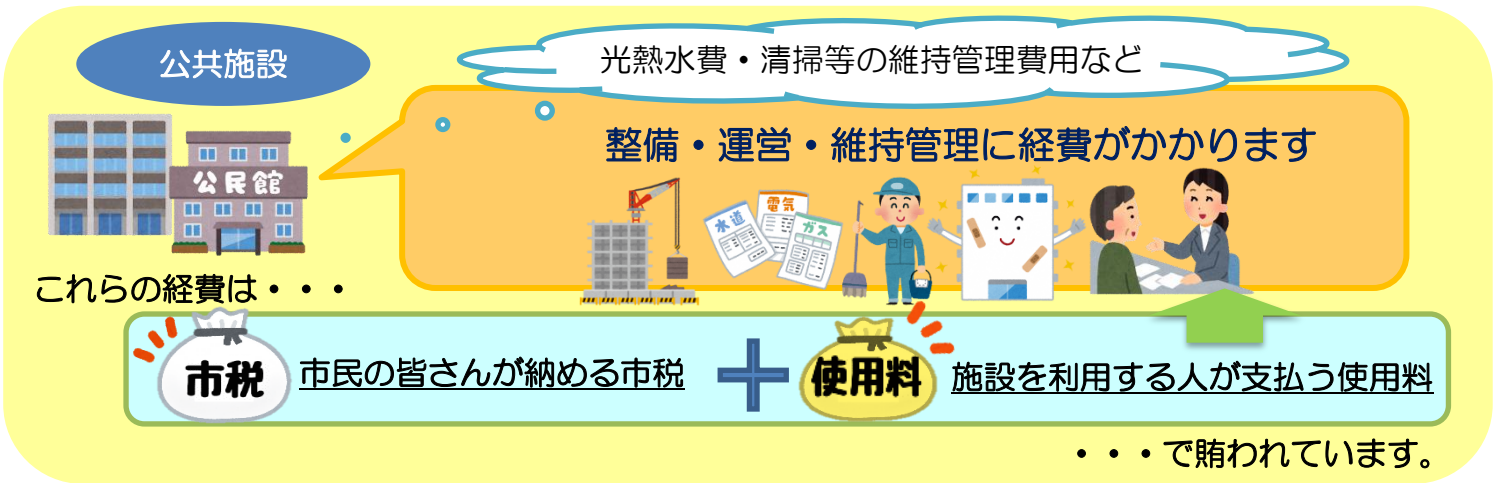 公共施設
光熱水費・清掃等の維持管理費用など
整備・運営・維持管理に経費がかかります
公民館
水道
電気
ガス
これらの経費は・・・
市税
市民の皆さんが納める市税
使用料
施設を利用する人が支払う使用料
・・・で賄われています。